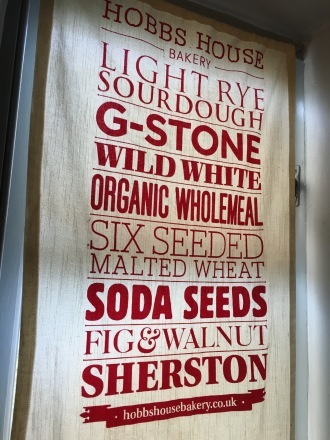 HOBBS HOUSE
BAKERY
LIGHT RYE
SOURDOUGH
G-STONE
WILD WHITE
ORGANIC WHOLEMEAL
SIX SEEDED
MALTED WHEAT
SODA SEEDS
FIG & WALNUT
SHERSTON
• hobbshousebakery.co.uk •